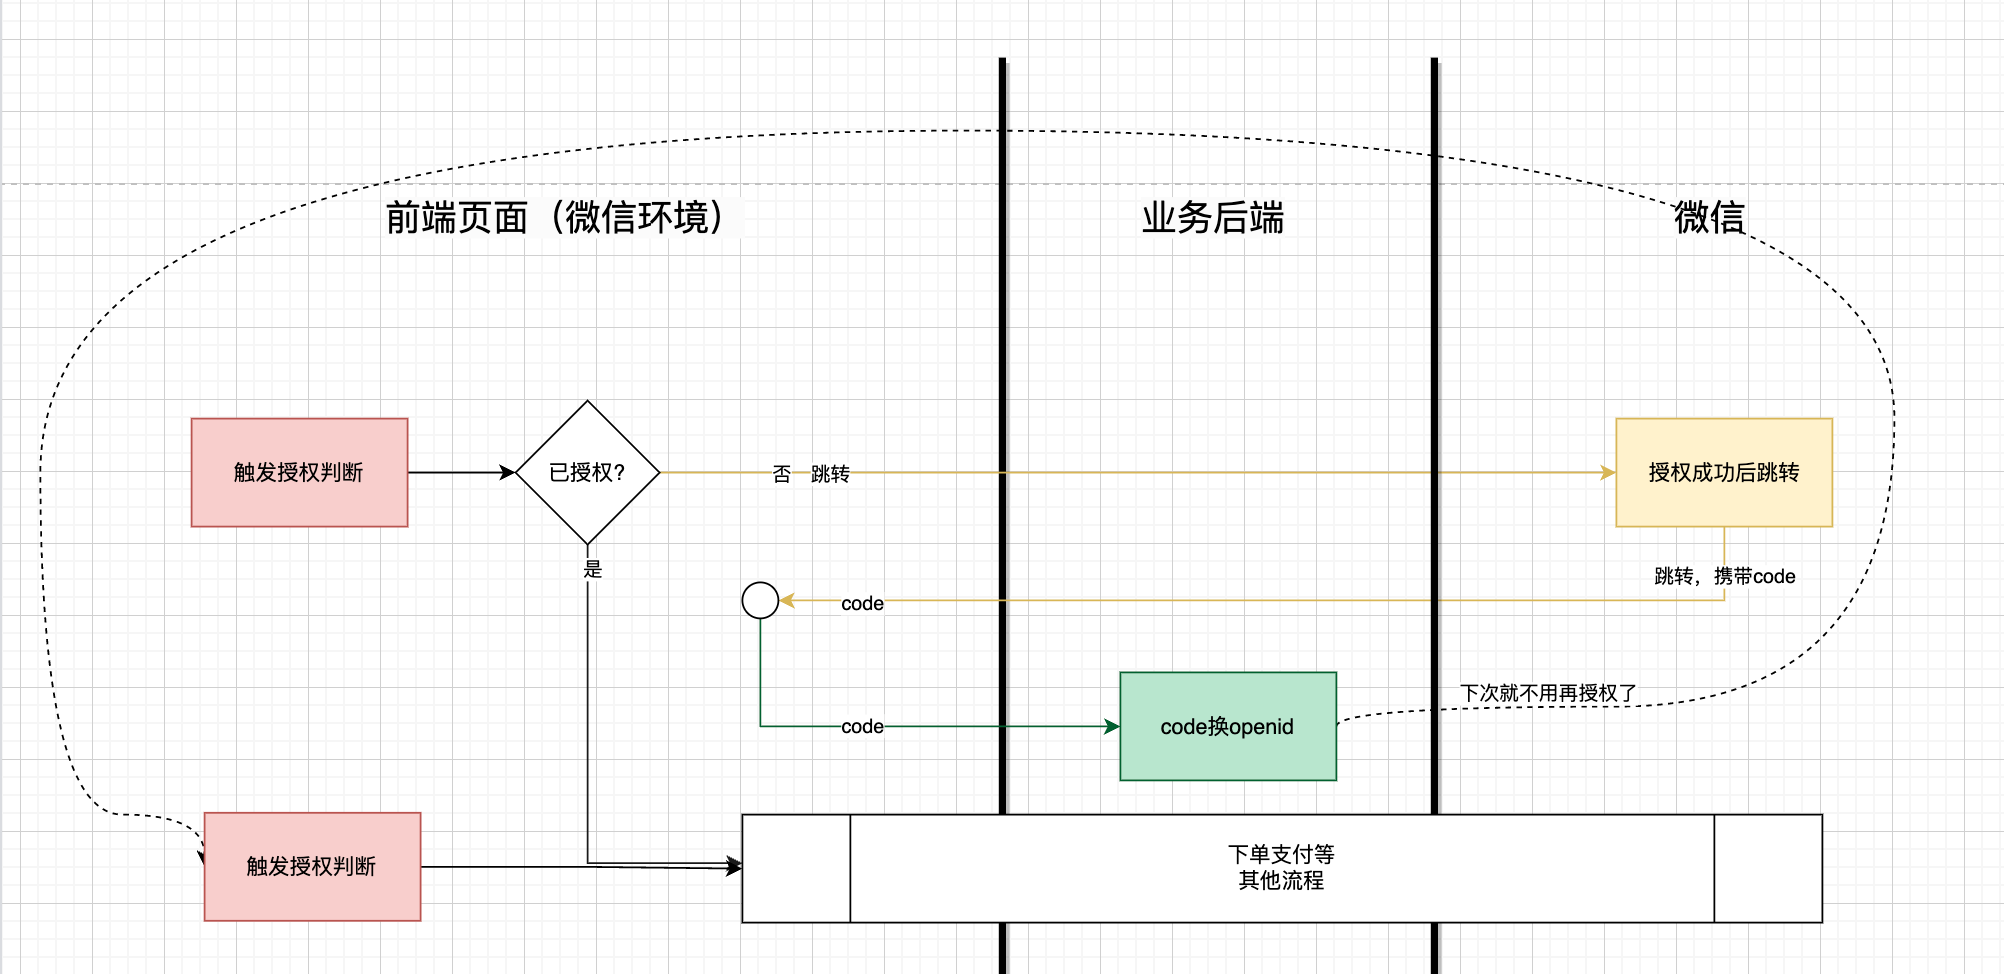 前端页面（微信环境）
业务后端
微信
触发授权判断
已授权?
否 跳转
授权成功后跳转
是
跳转，携带code
code
下次就不用再授权了
code
code换openid
触发授权判断
下单支付等
其他流程